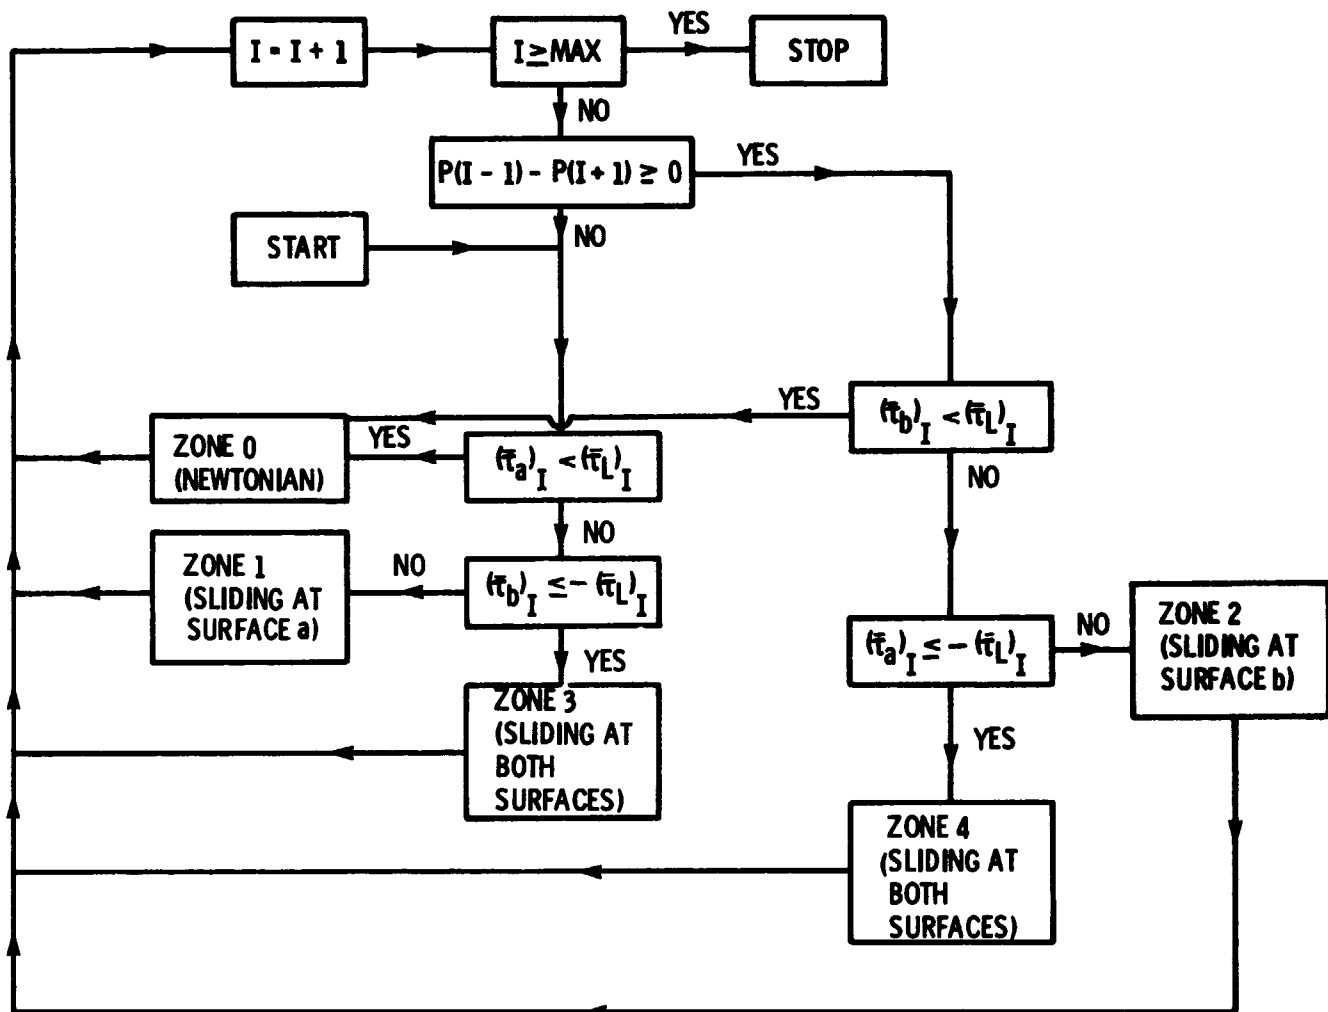 I = I + 1
I ≥ MAX
YES
STOP
NO
P(I - 1) - P(I + 1) ≥ 0
YES
START
NO
YES
(τ̄b)I < (τ̄L)I
ZONE 0
(NEWTONIAN)
YES
(τ̄a)I < (τ̄L)I
NO
NO
ZONE 1
(SLIDING AT
SURFACE a)
NO
(τ̄b)I ≤ - (τ̄L)I
YES
(τ̄a)I ≤ - (τ̄L)I
NO
ZONE 2
(SLIDING AT
SURFACE b)
ZONE 3
(SLIDING AT
BOTH
SURFACES)
YES
ZONE 4
(SLIDING AT
BOTH
SURFACES)